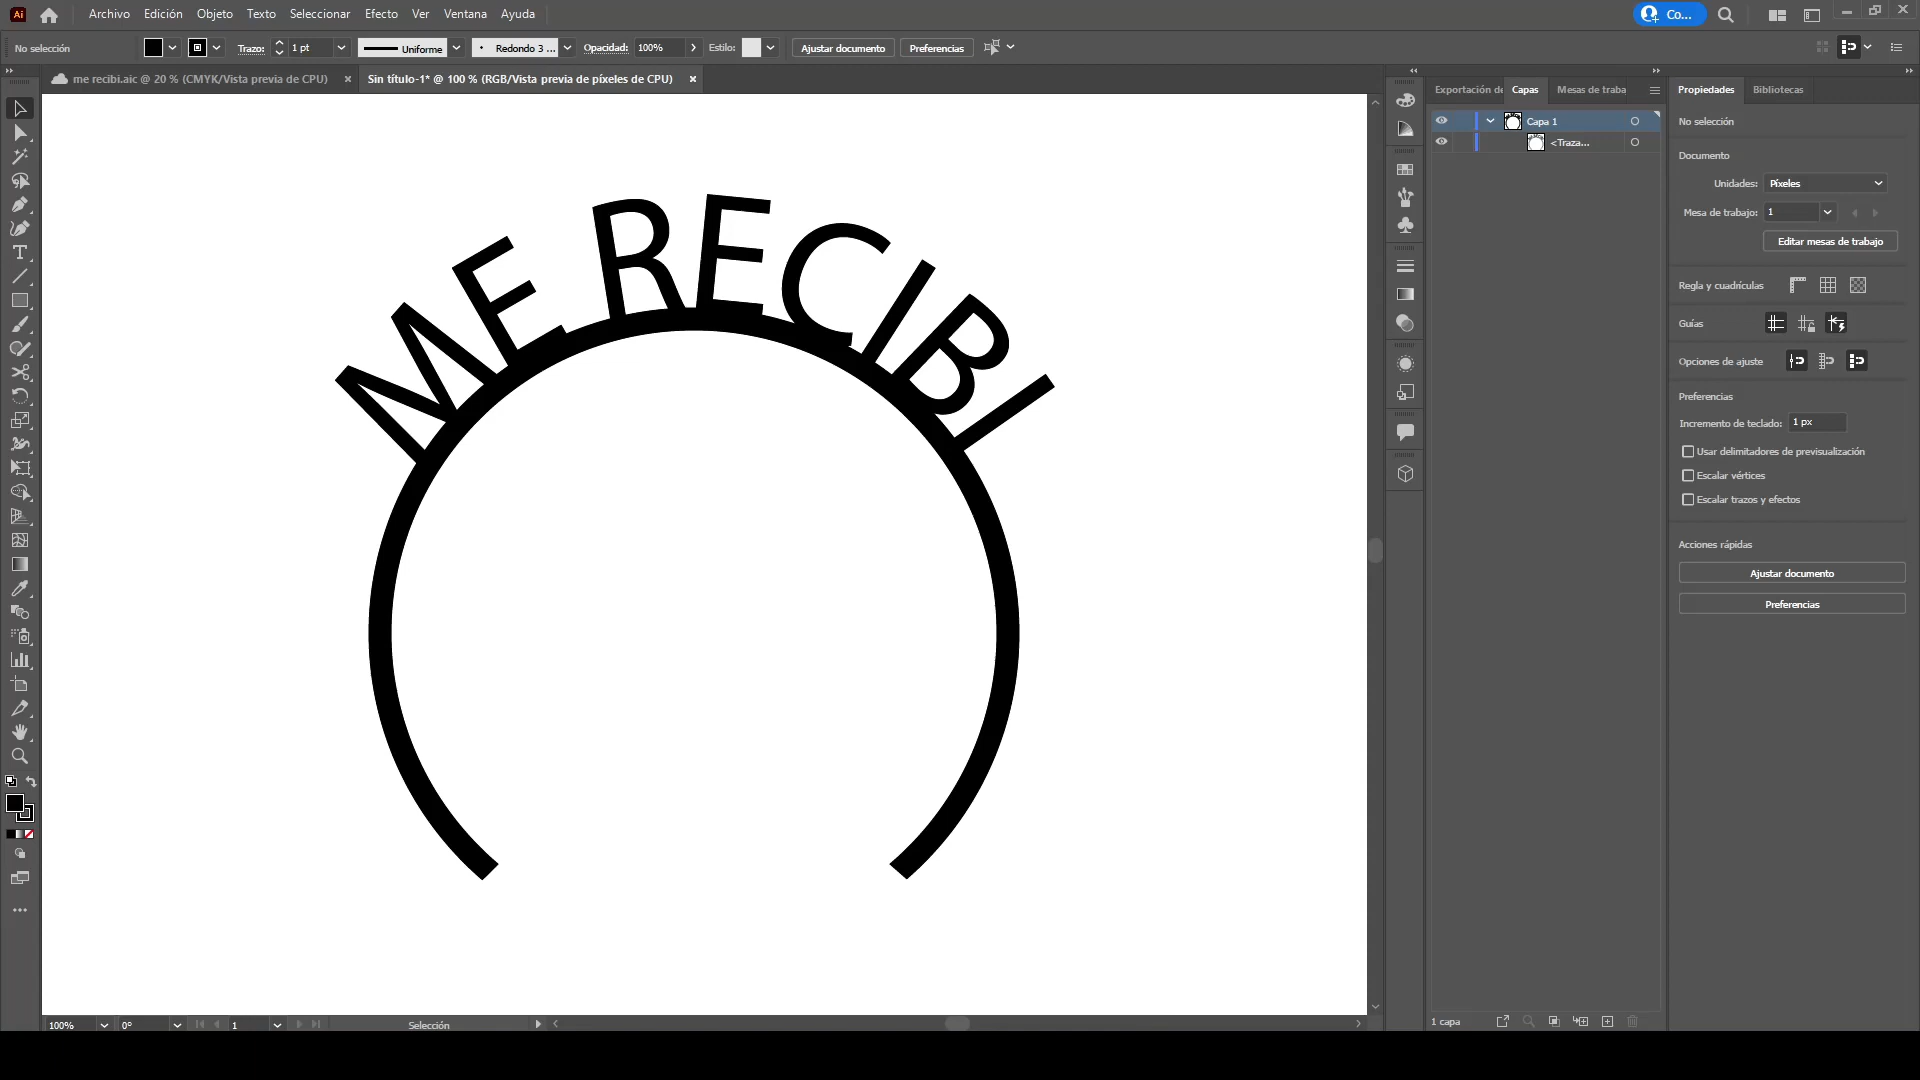 Ai Archivo Edición Objeto Texto Seleccionar Efecto Ver Ventana Ayuda Co...
No selección Trazo: 1 pt Uniforme Redondo 3 ... Opacidad: 100% Estilo: Ajustar documento Preferencias
me recibi.aic @ 20 % (CMYK/Vista previa de CPU) Sin título-1* @ 100 % (RGB/Vista previa de píxeles de CPU)
ME RECIBI
100% 0° 1 Selección
Exportación de Capas Mesas de traba
Capa 1
<Traza...
1 capa
Propiedades Bibliotecas
No selección
Documento
Unidades: Píxeles
Mesa de trabajo: 1
Editar mesas de trabajo
Regla y cuadrículas
Guías
Opciones de ajuste
Preferencias
Incremento de teclado: 1 px
Usar delimitadores de previsualización
Escalar vértices
Escalar trazos y efectos
Acciones rápidas
Ajustar documento
Preferencias